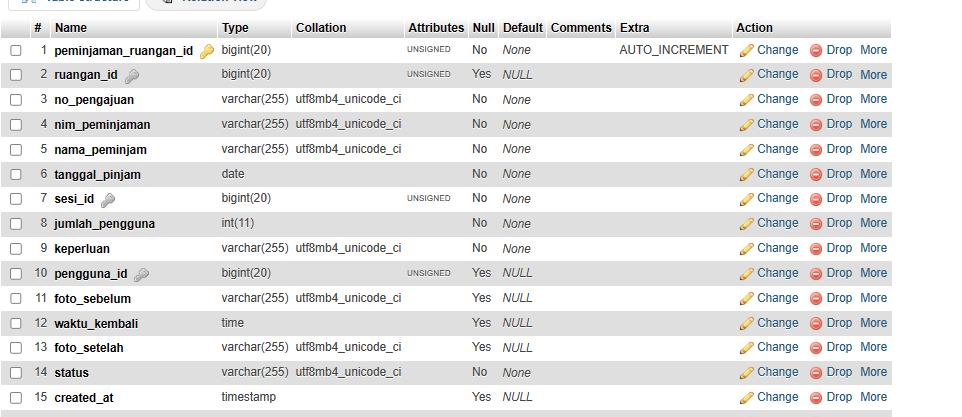 Table structure Relation view
# Name Type Collation Attributes Null Default Comments Extra Action
1 peminjaman_ruangan_id bigint(20) UNSIGNED No None AUTO_INCREMENT Change Drop More
2 ruangan_id bigint(20) UNSIGNED Yes NULL Change Drop More
3 no_pengajuan varchar(255) utf8mb4_unicode_ci No None Change Drop More
4 nim_peminjaman varchar(255) utf8mb4_unicode_ci No None Change Drop More
5 nama_peminjam varchar(255) utf8mb4_unicode_ci No None Change Drop More
6 tanggal_pinjam date No None Change Drop More
7 sesi_id bigint(20) UNSIGNED No None Change Drop More
8 jumlah_pengguna int(11) No None Change Drop More
9 keperluan varchar(255) utf8mb4_unicode_ci No None Change Drop More
10 pengguna_id bigint(20) UNSIGNED Yes NULL Change Drop More
11 foto_sebelum varchar(255) utf8mb4_unicode_ci Yes NULL Change Drop More
12 waktu_kembali time Yes NULL Change Drop More
13 foto_setelah varchar(255) utf8mb4_unicode_ci Yes NULL Change Drop More
14 status varchar(255) utf8mb4_unicode_ci No None Change Drop More
15 created_at timestamp Yes NULL Change Drop More